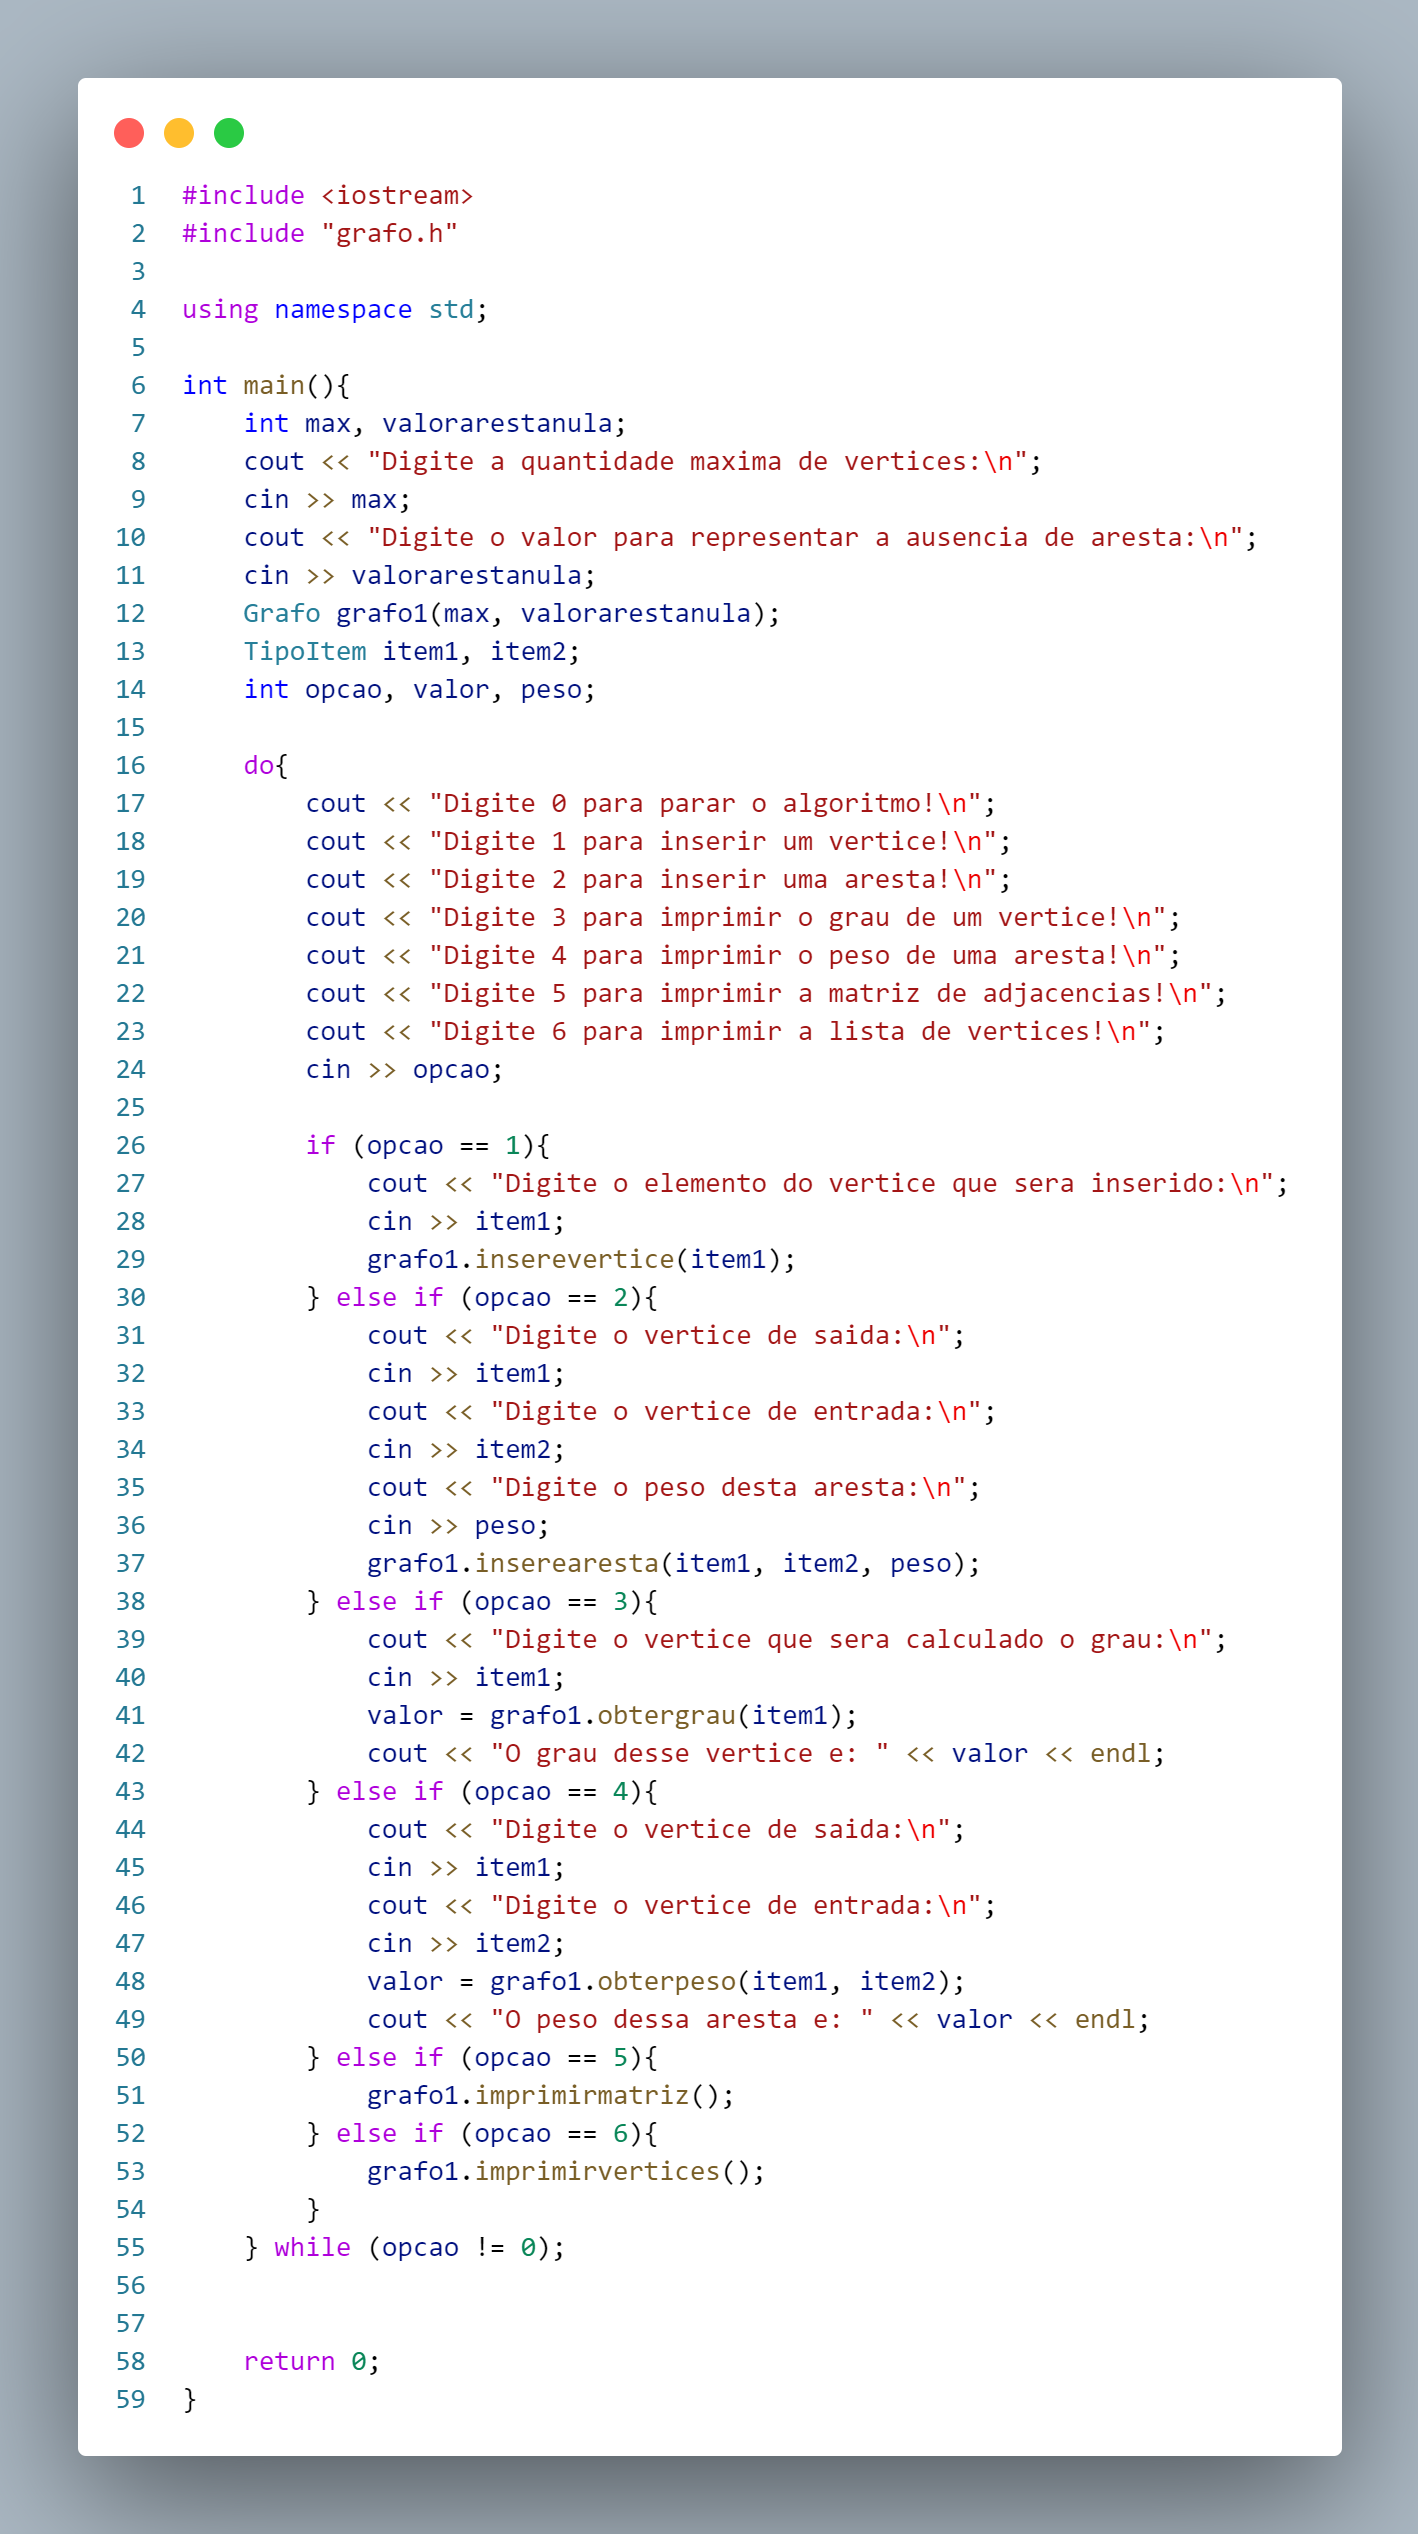 1 #include <iostream>
2 #include "grafo.h"
3
4 using namespace std;
5
6 int main(){
7     int max, valorarestanula;
8     cout << "Digite a quantidade maxima de vertices:\n";
9     cin >> max;
10     cout << "Digite o valor para representar a ausencia de aresta:\n";
11     cin >> valorarestanula;
12     Grafo grafo1(max, valorarestanula);
13     TipoItem item1, item2;
14     int opcao, valor, peso;
15
16     do{
17         cout << "Digite 0 para parar o algoritmo!\n";
18         cout << "Digite 1 para inserir um vertice!\n";
19         cout << "Digite 2 para inserir uma aresta!\n";
20         cout << "Digite 3 para imprimir o grau de um vertice!\n";
21         cout << "Digite 4 para imprimir o peso de uma aresta!\n";
22         cout << "Digite 5 para imprimir a matriz de adjacencias!\n";
23         cout << "Digite 6 para imprimir a lista de vertices!\n";
24         cin >> opcao;
25
26         if (opcao == 1){
27             cout << "Digite o elemento do vertice que sera inserido:\n";
28             cin >> item1;
29             grafo1.inserevertice(item1);
30         } else if (opcao == 2){
31             cout << "Digite o vertice de saida:\n";
32             cin >> item1;
33             cout << "Digite o vertice de entrada:\n";
34             cin >> item2;
35             cout << "Digite o peso desta aresta:\n";
36             cin >> peso;
37             grafo1.inserearesta(item1, item2, peso);
38         } else if (opcao == 3){
39             cout << "Digite o vertice que sera calculado o grau:\n";
40             cin >> item1;
41             valor = grafo1.obtergrau(item1);
42             cout << "O grau desse vertice e: " << valor << endl;
43         } else if (opcao == 4){
44             cout << "Digite o vertice de saida:\n";
45             cin >> item1;
46             cout << "Digite o vertice de entrada:\n";
47             cin >> item2;
48             valor = grafo1.obterpeso(item1, item2);
49             cout << "O peso dessa aresta e: " << valor << endl;
50         } else if (opcao == 5){
51             grafo1.imprimirmatriz();
52         } else if (opcao == 6){
53             grafo1.imprimirvertices();
54         }
55     } while (opcao != 0);
56
57
58     return 0;
59 }